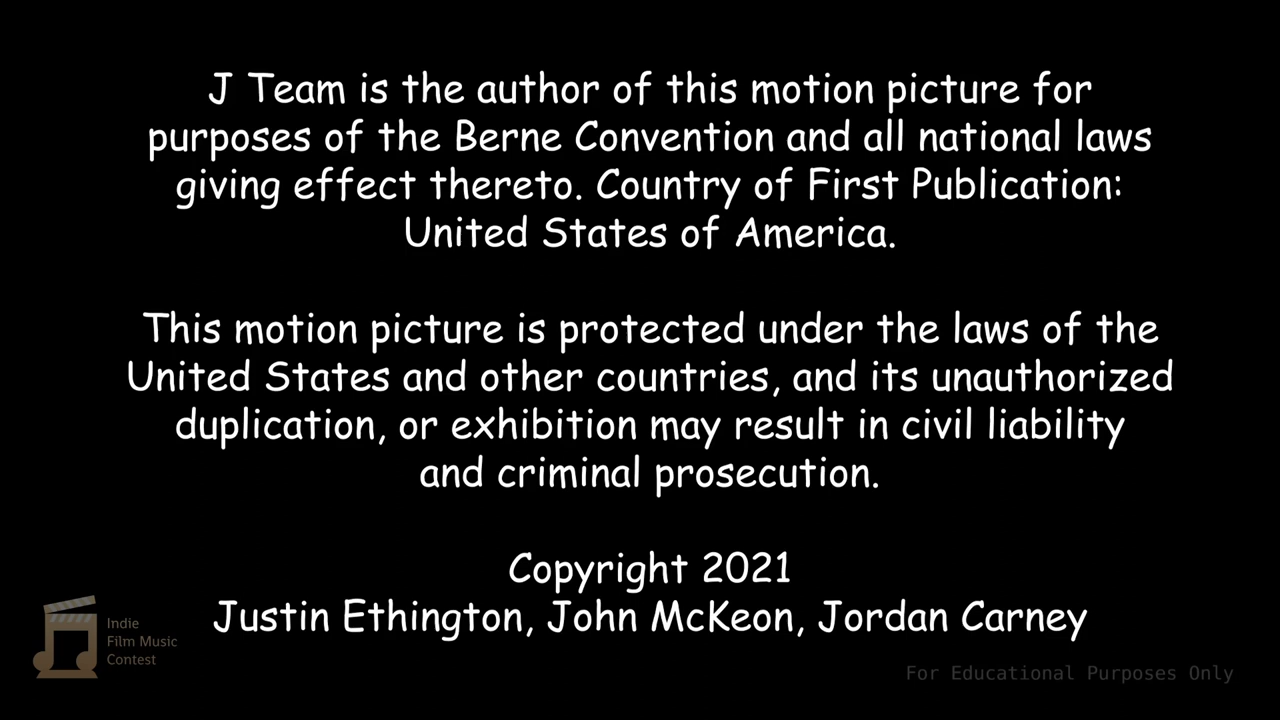 J Team is the author of this motion picture for
purposes of the Berne Convention and all national laws
giving effect thereto. Country of First Publication:
United States of America.
This motion picture is protected under the laws of the
United States and other countries, and its unauthorized
duplication, or exhibition may result in civil liability
and criminal prosecution.
Copyright 2021
Justin Ethington, John McKeon, Jordan Carney
Indie
Film Music
Contest
For Educational Purposes Only